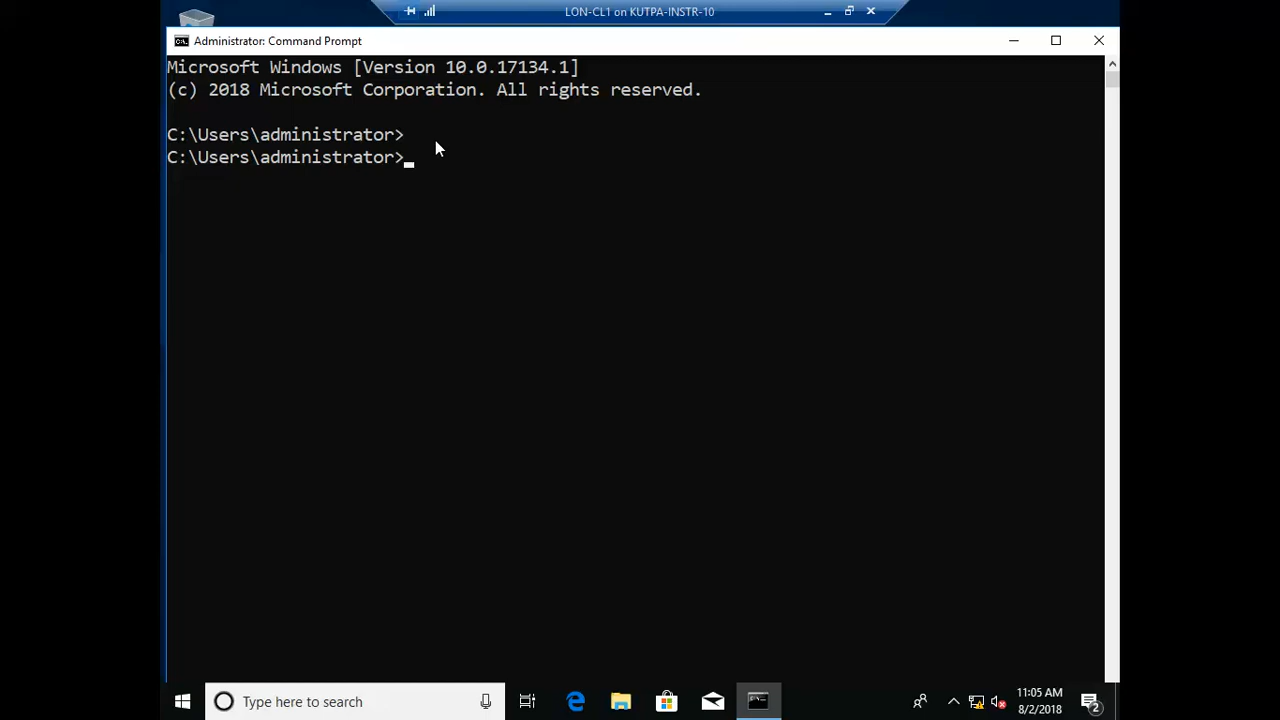 LON-CL1 on KUTPA-INSTR-10
Administrator: Command Prompt
Microsoft Windows [Version 10.0.17134.1]
(c) 2018 Microsoft Corporation. All rights reserved.
C:\Users\administrator>
C:\Users\administrator>
Type here to search
11:05 AM
8/2/2018
2